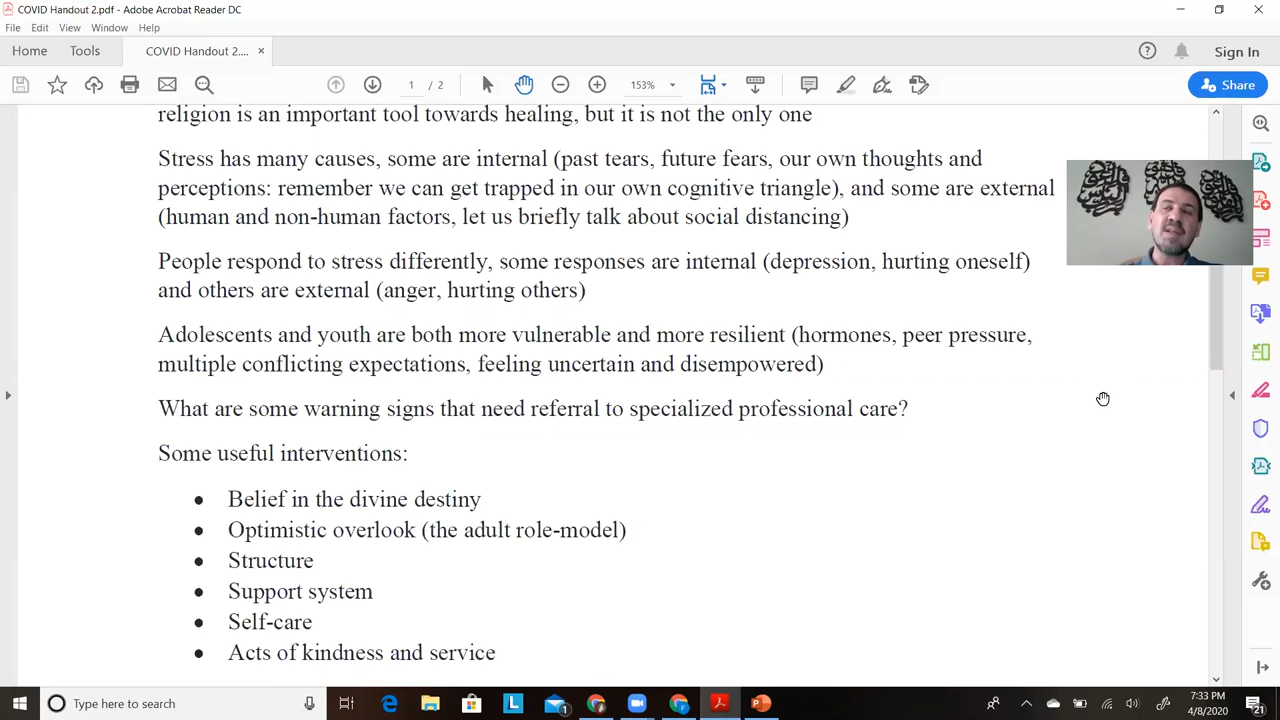 COVID Handout 2.pdf - Adobe Acrobat Reader DC
File Edit View Window Help
Home Tools COVID Handout 2.... × Sign In
1 / 2 153% Share
religion is an important tool towards healing, but it is not the only one
Stress has many causes, some are internal (past tears, future fears, our own thoughts and
perceptions: remember we can get trapped in our own cognitive triangle), and some are external
(human and non-human factors, let us briefly talk about social distancing)
People respond to stress differently, some responses are internal (depression, hurting oneself)
and others are external (anger, hurting others)
Adolescents and youth are both more vulnerable and more resilient (hormones, peer pressure,
multiple conflicting expectations, feeling uncertain and disempowered)
What are some warning signs that need referral to specialized professional care?
Some useful interventions:
• Belief in the divine destiny
• Optimistic overlook (the adult role-model)
• Structure
• Support system
• Self-care
• Acts of kindness and service
Type here to search
1
7:33 PM
4/8/2020
21